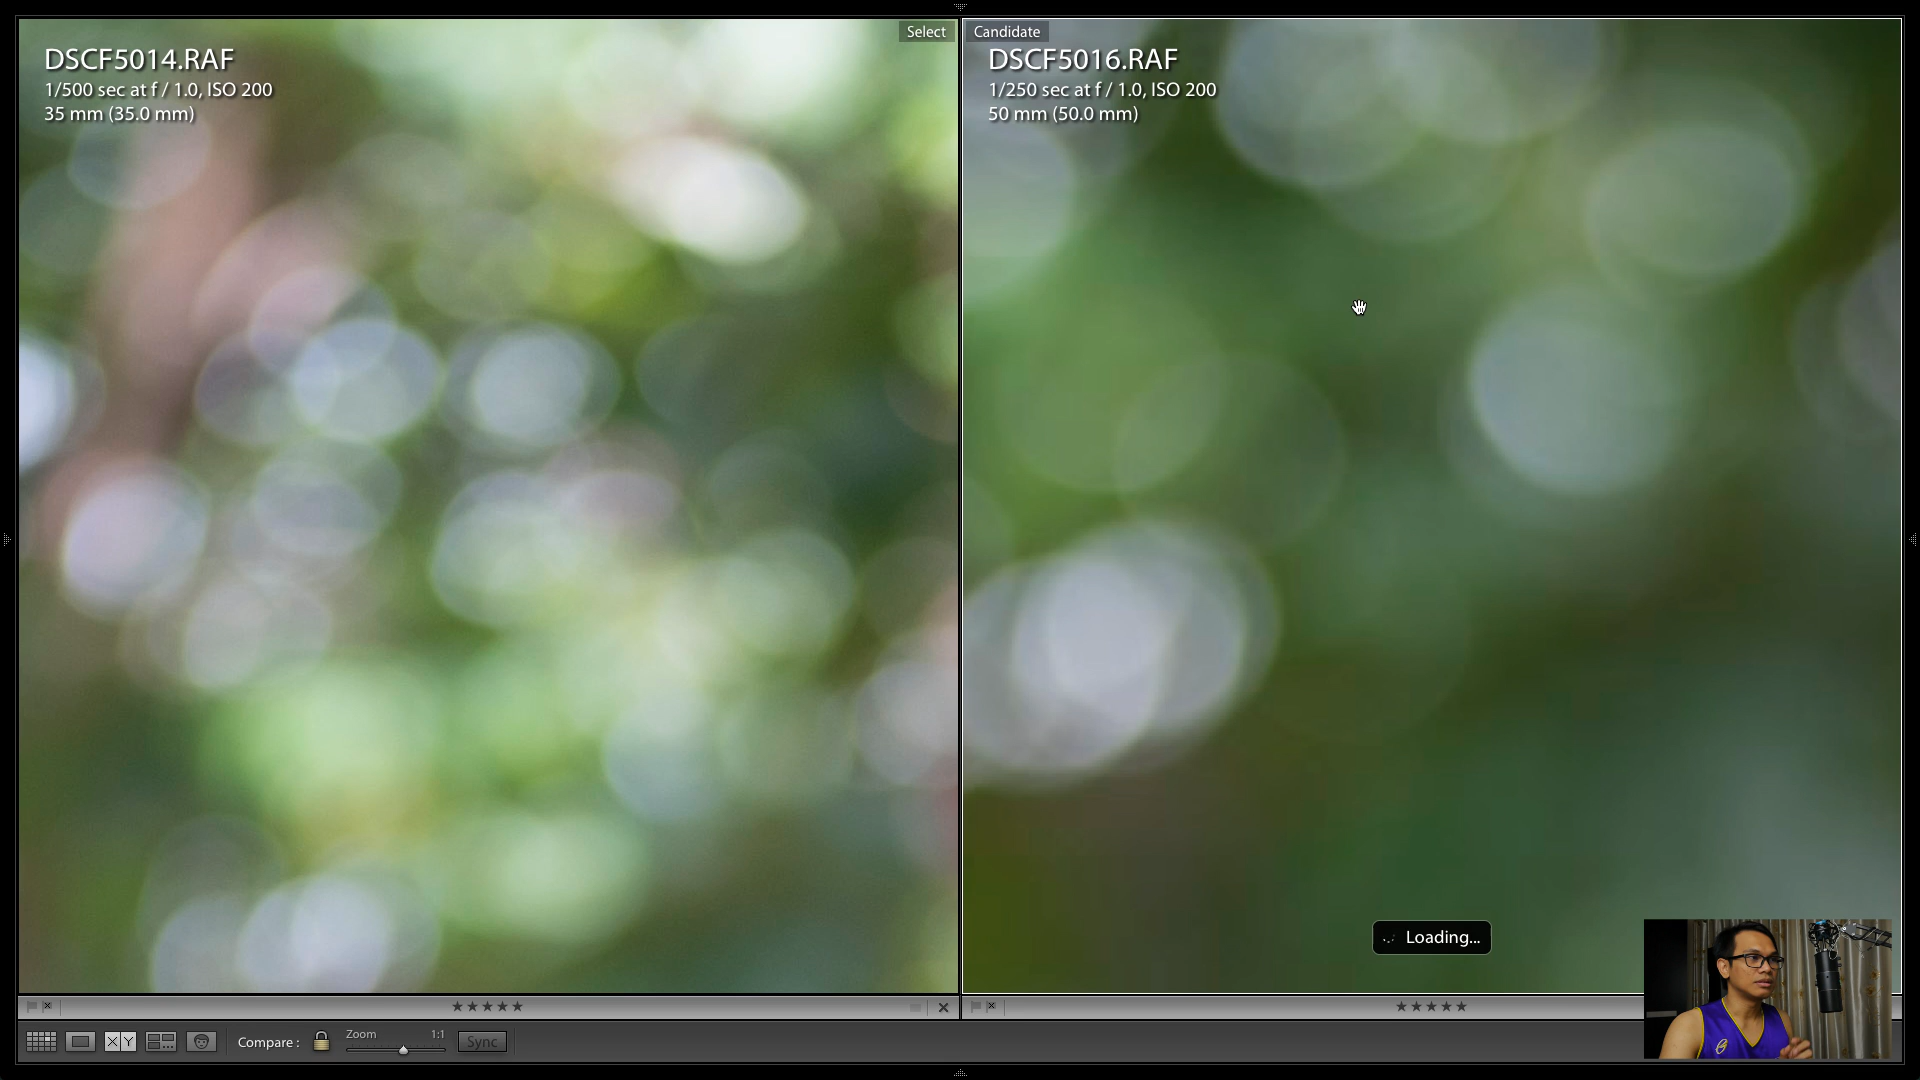 Select
DSCF5014.RAF
1/500 sec at f / 1.0, ISO 200
35 mm (35.0 mm)
Candidate
DSCF5016.RAF
1/250 sec at f / 1.0, ISO 200
50 mm (50.0 mm)
Loading...
XY
Compare :
Zoom
1:1
Sync